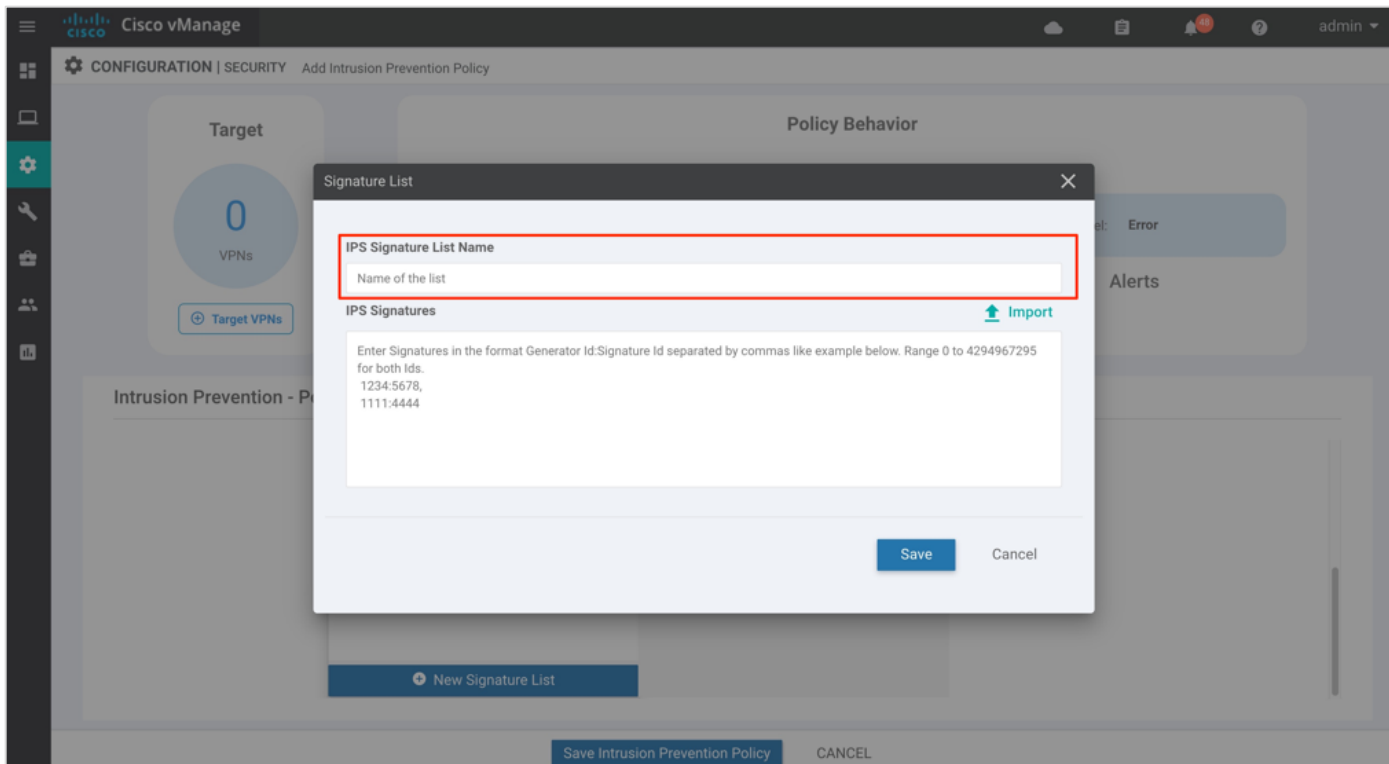 cisco
Cisco vManage
48
admin
CONFIGURATION | SECURITY Add Intrusion Prevention Policy
Target
Policy Behavior
Signature List
0
VPNs
Target VPNs
IPS Signature List Name
Name of the list
el: Error
Alerts
IPS Signatures
Import
Enter Signatures in the format Generator Id:Signature Id separated by commas like example below. Range 0 to 4294967295
for both Ids.
1234:5678,
1111:4444
Intrusion Prevention - P
Save
Cancel
New Signature List
Save Intrusion Prevention Policy
CANCEL